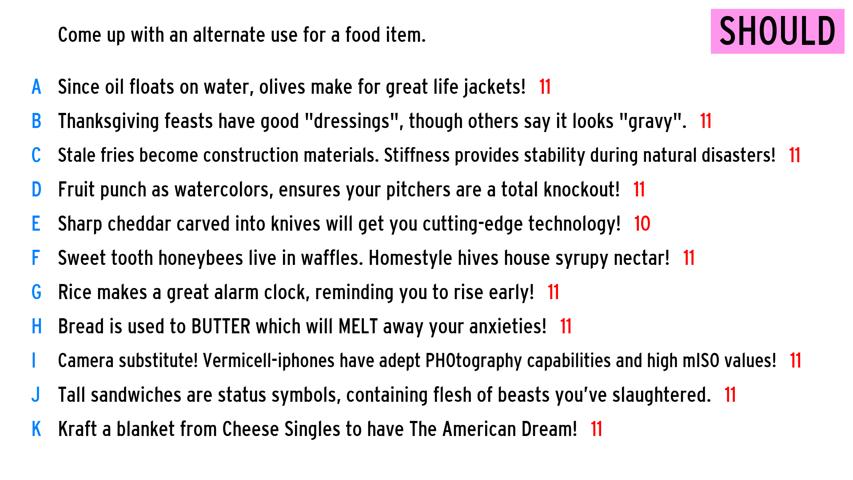 Come up with an alternate use for a food item.
SHOULD
A Since oil floats on water, olives make for great life jackets! 11
B Thanksgiving feasts have good "dressings", though others say it looks "gravy". 11
C Stale fries become construction materials. Stiffness provides stability during natural disasters! 11
D Fruit punch as watercolors, ensures your pitchers are a total knockout! 11
E Sharp cheddar carved into knives will get you cutting-edge technology! 10
F Sweet tooth honeybees live in waffles. Homestyle hives house syrupy nectar! 11
G Rice makes a great alarm clock, reminding you to rise early! 11
H Bread is used to BUTTER which will MELT away your anxieties! 11
I Camera substitute! Vermicell-iphones have adept PHOtography capabilities and high mISO values! 11
J Tall sandwiches are status symbols, containing flesh of beasts you've slaughtered. 11
K Kraft a blanket from Cheese Singles to have The American Dream! 11